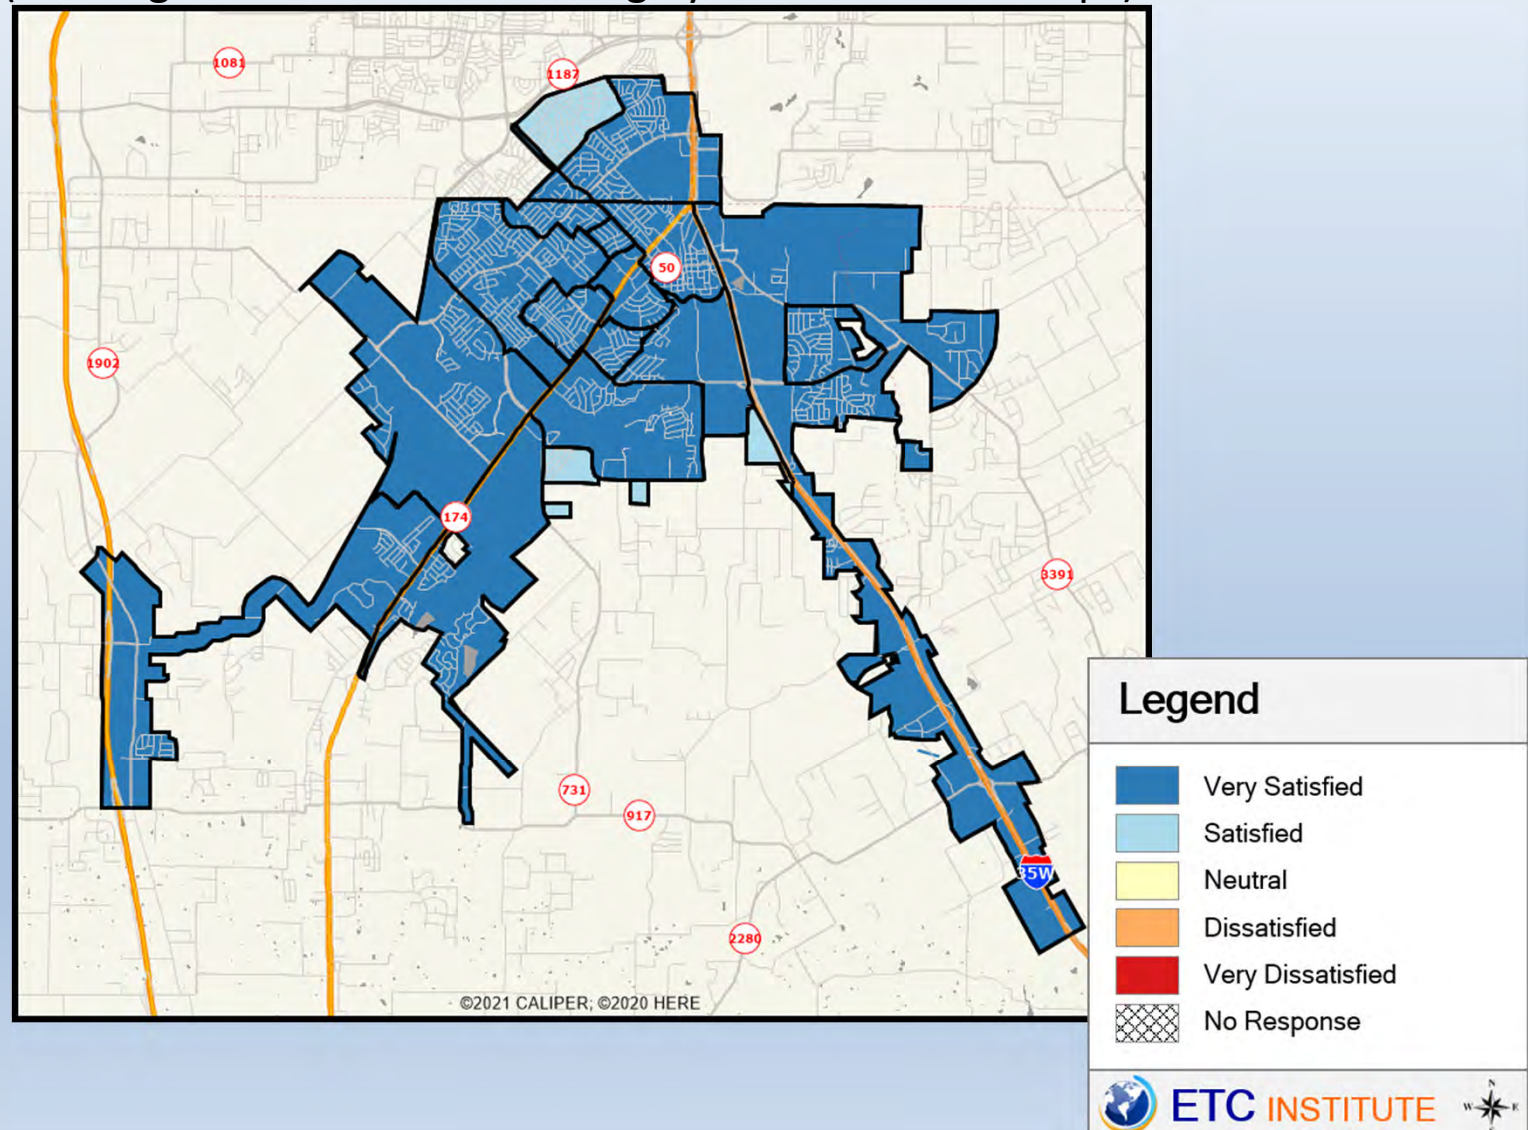 1081
1187
50
1902
174
3391
731
917
35W
2280
©2021 CALIPER; ©2020 HERE
Legend
Very Satisfied
Satisfied
Neutral
Dissatisfied
Very Dissatisfied
No Response
ETC INSTITUTE
N
W E